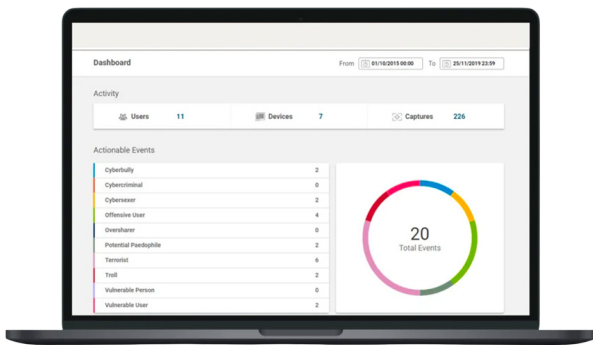 Dashboard From 01/10/2015 00:00 To 25/11/2019 23:59
Activity
Users 11 Devices 7 Captures 226
Actionable Events
Cyberbully 2
Cybercriminal 0
Cybersexer 2
Offensive User 4
Oversharer 0
Potential Paedophile 2
Terrorist 6
Troll 2
Vulnerable Person 0
Vulnerable User 2
20
Total Events